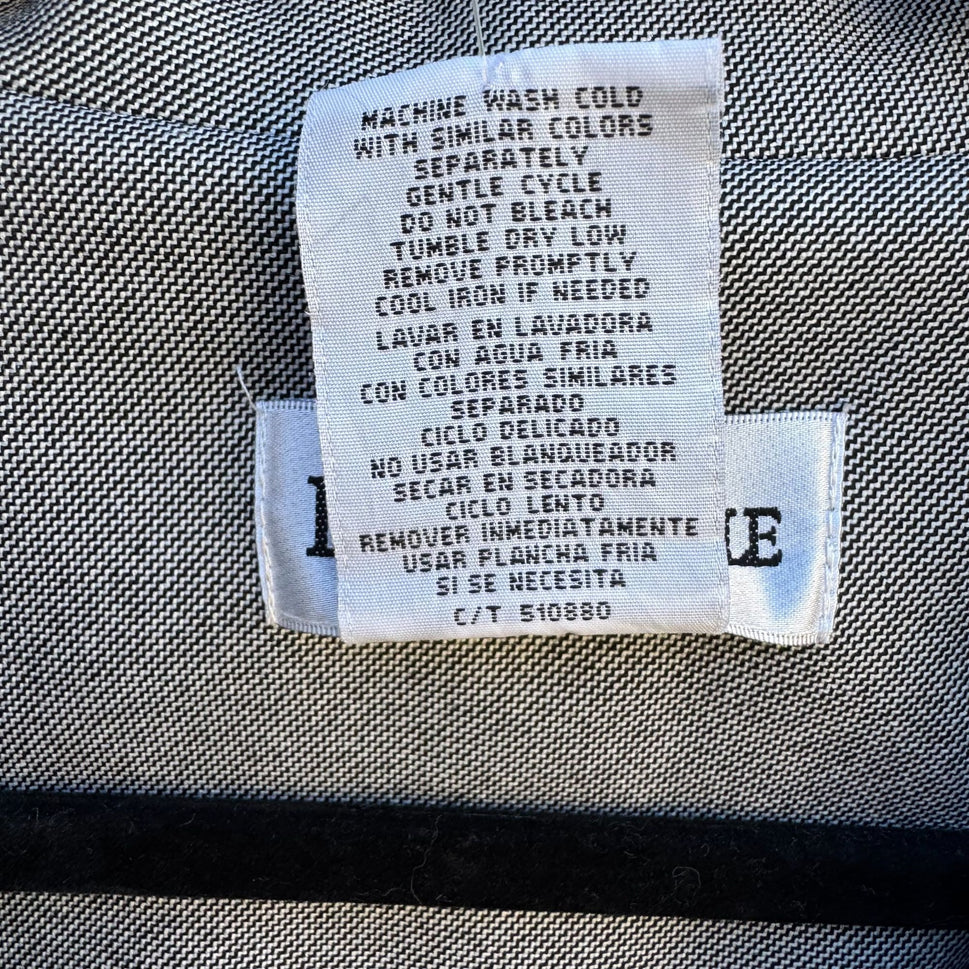 MACHINE WASH COLD
WITH SIMILAR COLORS
SEPARATELY
GENTLE CYCLE
DO NOT BLEACH
TUMBLE DRY LOW
REMOVE PROMPTLY
COOL IRON IF NEEDED
LAVAR EN LAVADORA
CON AGUA FRIA
CON COLORES SIMILARES
SEPARADO
CICLO DELICADO
NO USAR BLANQUEADOR
SECAR EN SECADORA
CICLO LENTO
REMOVER INMEDIATAMENTE
USAR PLANCHA FRIA
SI SE NECESITA
C/T 510880